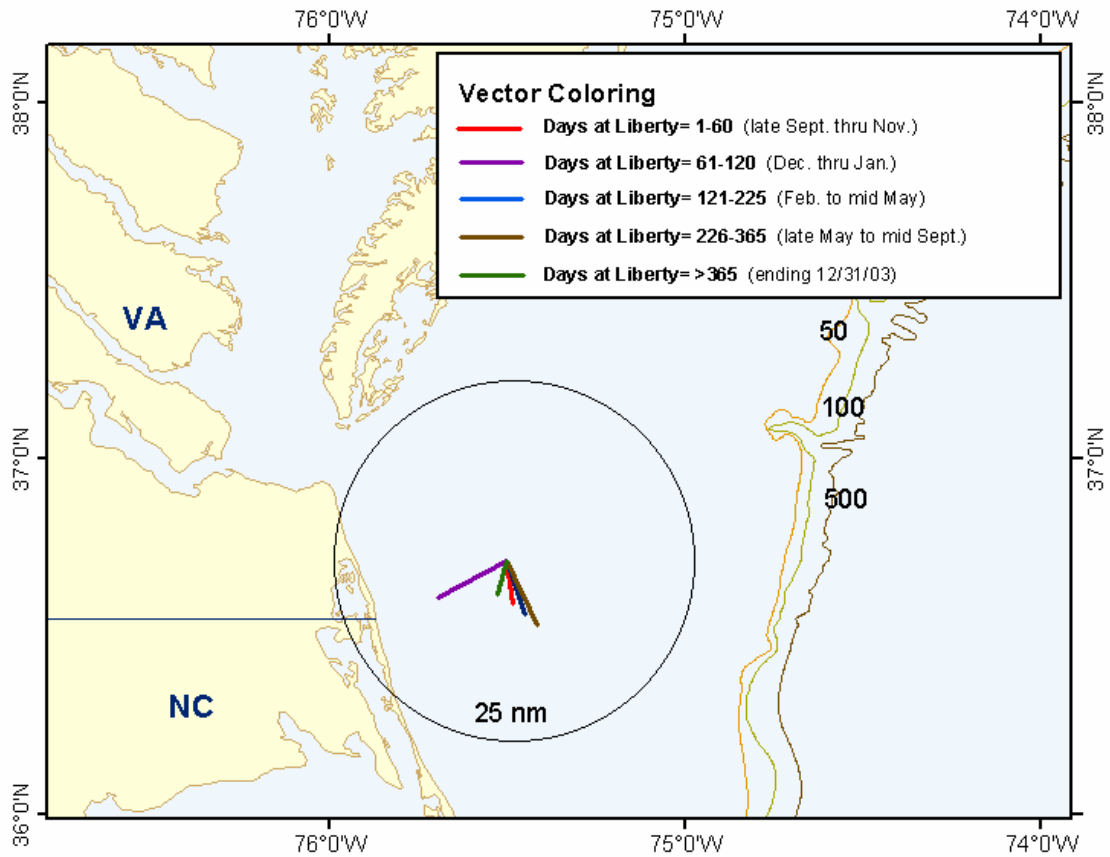 76°0'W 75°0'W 74°0'W
38°0'N 38°0'N
Vector Coloring
Days at Liberty= 1-60 (late Sept. thru Nov.)
Days at Liberty= 61-120 (Dec. thru Jan.)
Days at Liberty= 121-225 (Feb. to mid May)
Days at Liberty= 226-365 (late May to mid Sept.)
Days at Liberty= >365 (ending 12/31/03)
VA
50
100
37°0'N 37°0'N
500
NC
25 nm
36°0'N
76°0'W 75°0'W 74°0'W